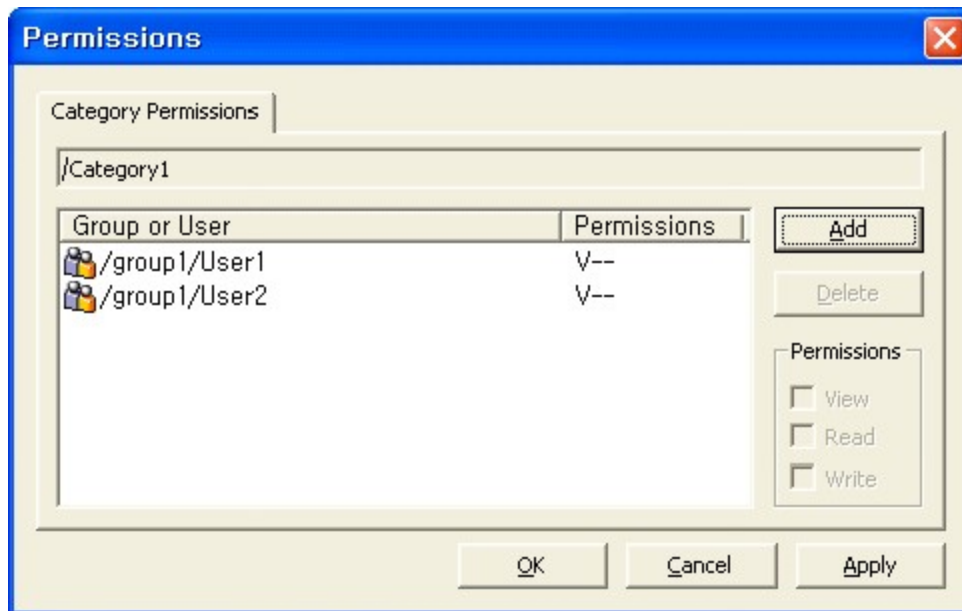 Permissions
Category Permissions
/Category1
Group or User Permissions
/group1/User1 V--
/group1/User2 V--
Add
Delete
Permissions
View
Read
Write
OK Cancel Apply